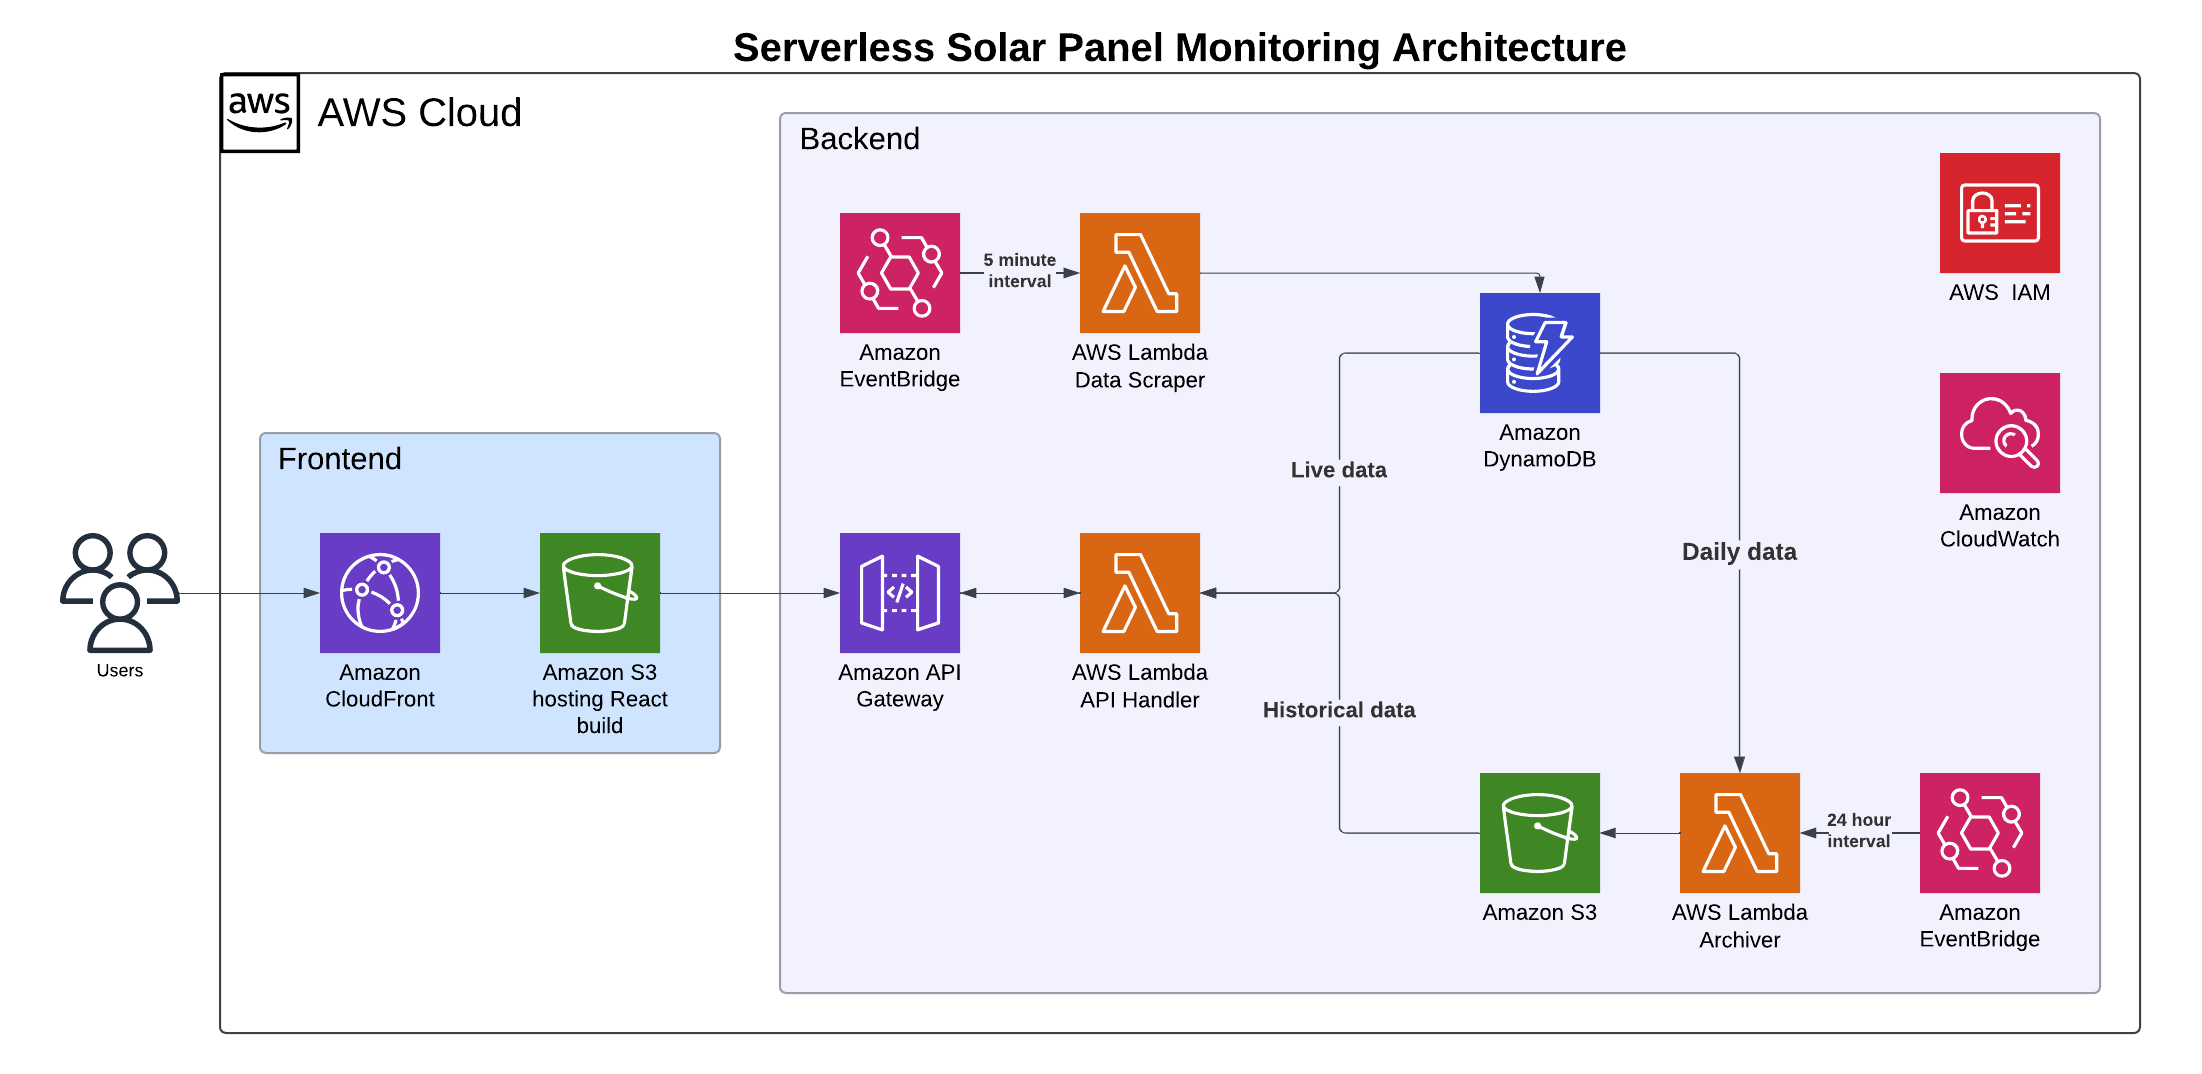 Serverless Solar Panel Monitoring Architecture
aws
AWS Cloud
Backend
5 minute
interval
Amazon
EventBridge
AWS Lambda
Data Scraper
AWS  IAM
Amazon
DynamoDB
Live data
Amazon
CloudWatch
Daily data
Frontend
Users
Amazon
CloudFront
Amazon S3
hosting React
build
Amazon API
Gateway
AWS Lambda
API Handler
Historical data
24 hour
interval
Amazon S3
AWS Lambda
Archiver
Amazon
EventBridge